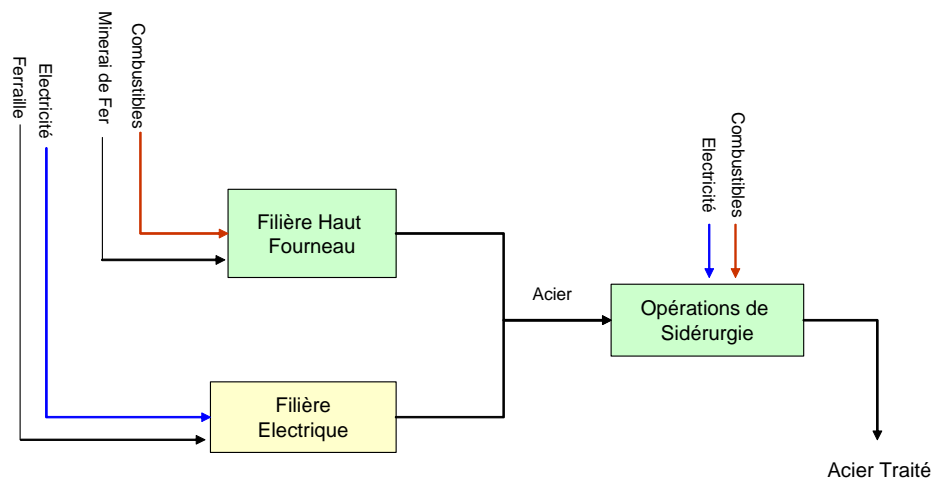 Ferraille
Electricité
Minerai de Fer
Combustibles
Electricité
Combustibles
Filière Haut
Fourneau
Acier
Opérations de
Sidérurgie
Filière
Electrique
Acier Traité